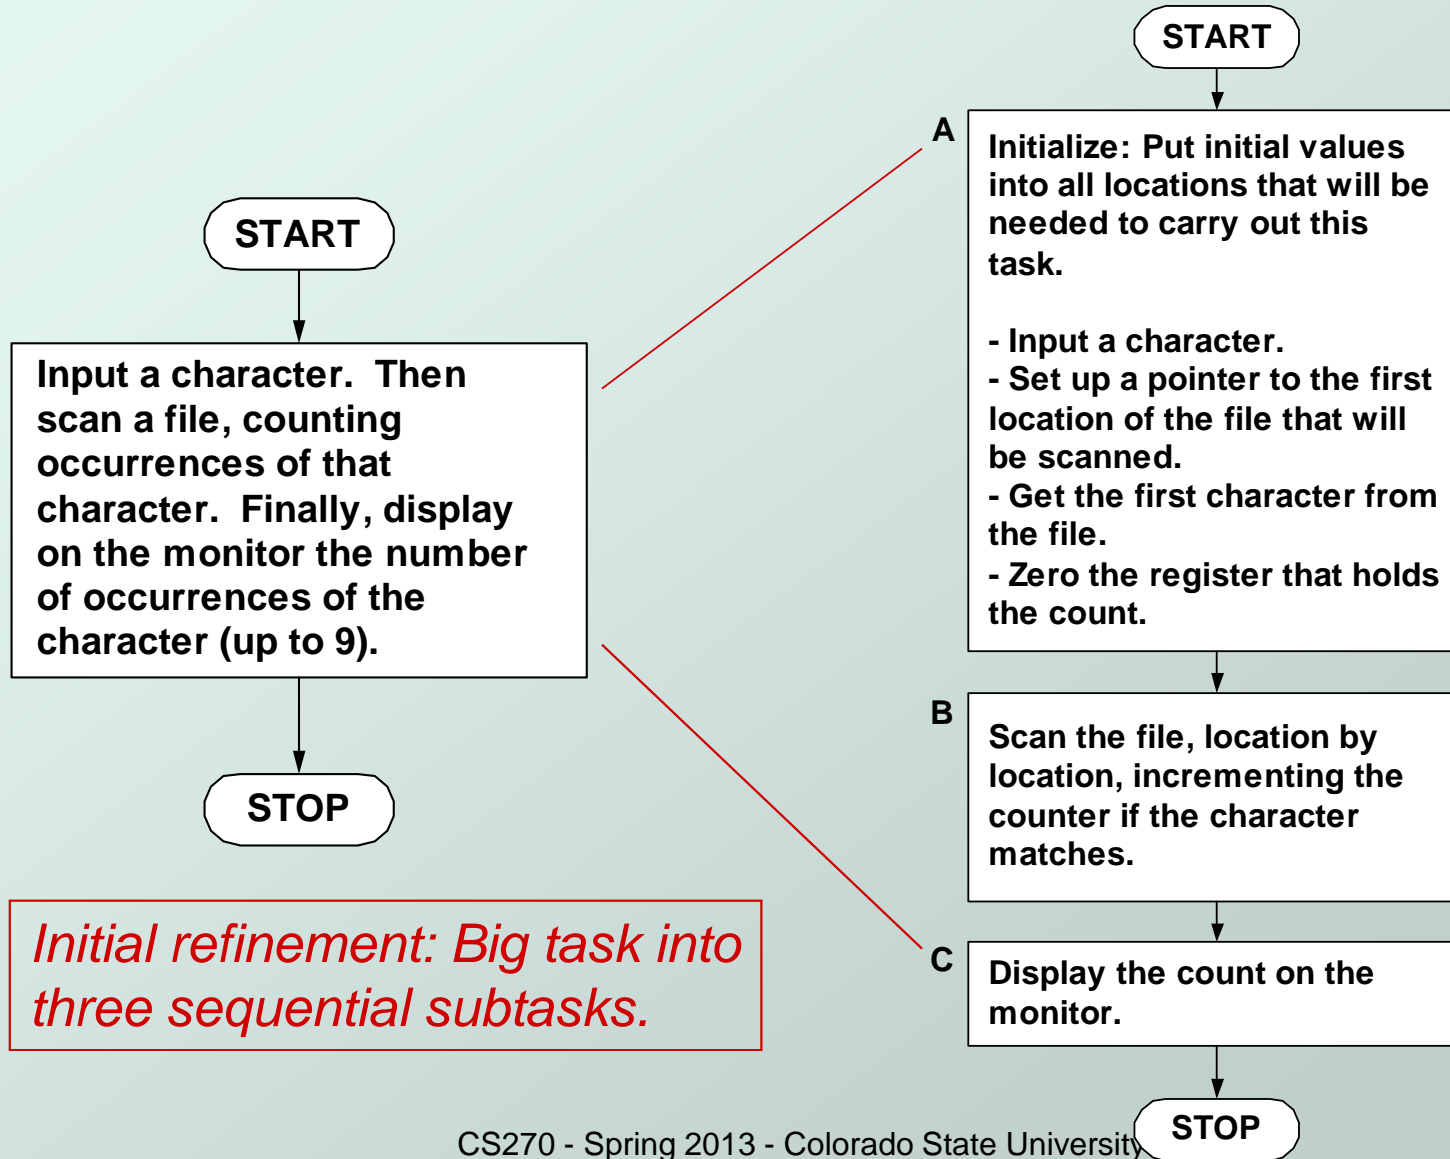 START
Input a character.  Then
scan a file, counting
occurrences of that
character.  Finally, display
on the monitor the number
of occurrences of the
character (up to 9).
STOP
Initial refinement: Big task into
three sequential subtasks.
START
A
Initialize: Put initial values
into all locations that will be
needed to carry out this
task.
- Input a character.
- Set up a pointer to the first
location of the file that will
be scanned.
- Get the first character from
the file.
- Zero the register that holds
the count.
B
Scan the file, location by
location, incrementing the
counter if the character
matches.
C
Display the count on the
monitor.
STOP
CS270 - Spring 2013 - Colorado State University